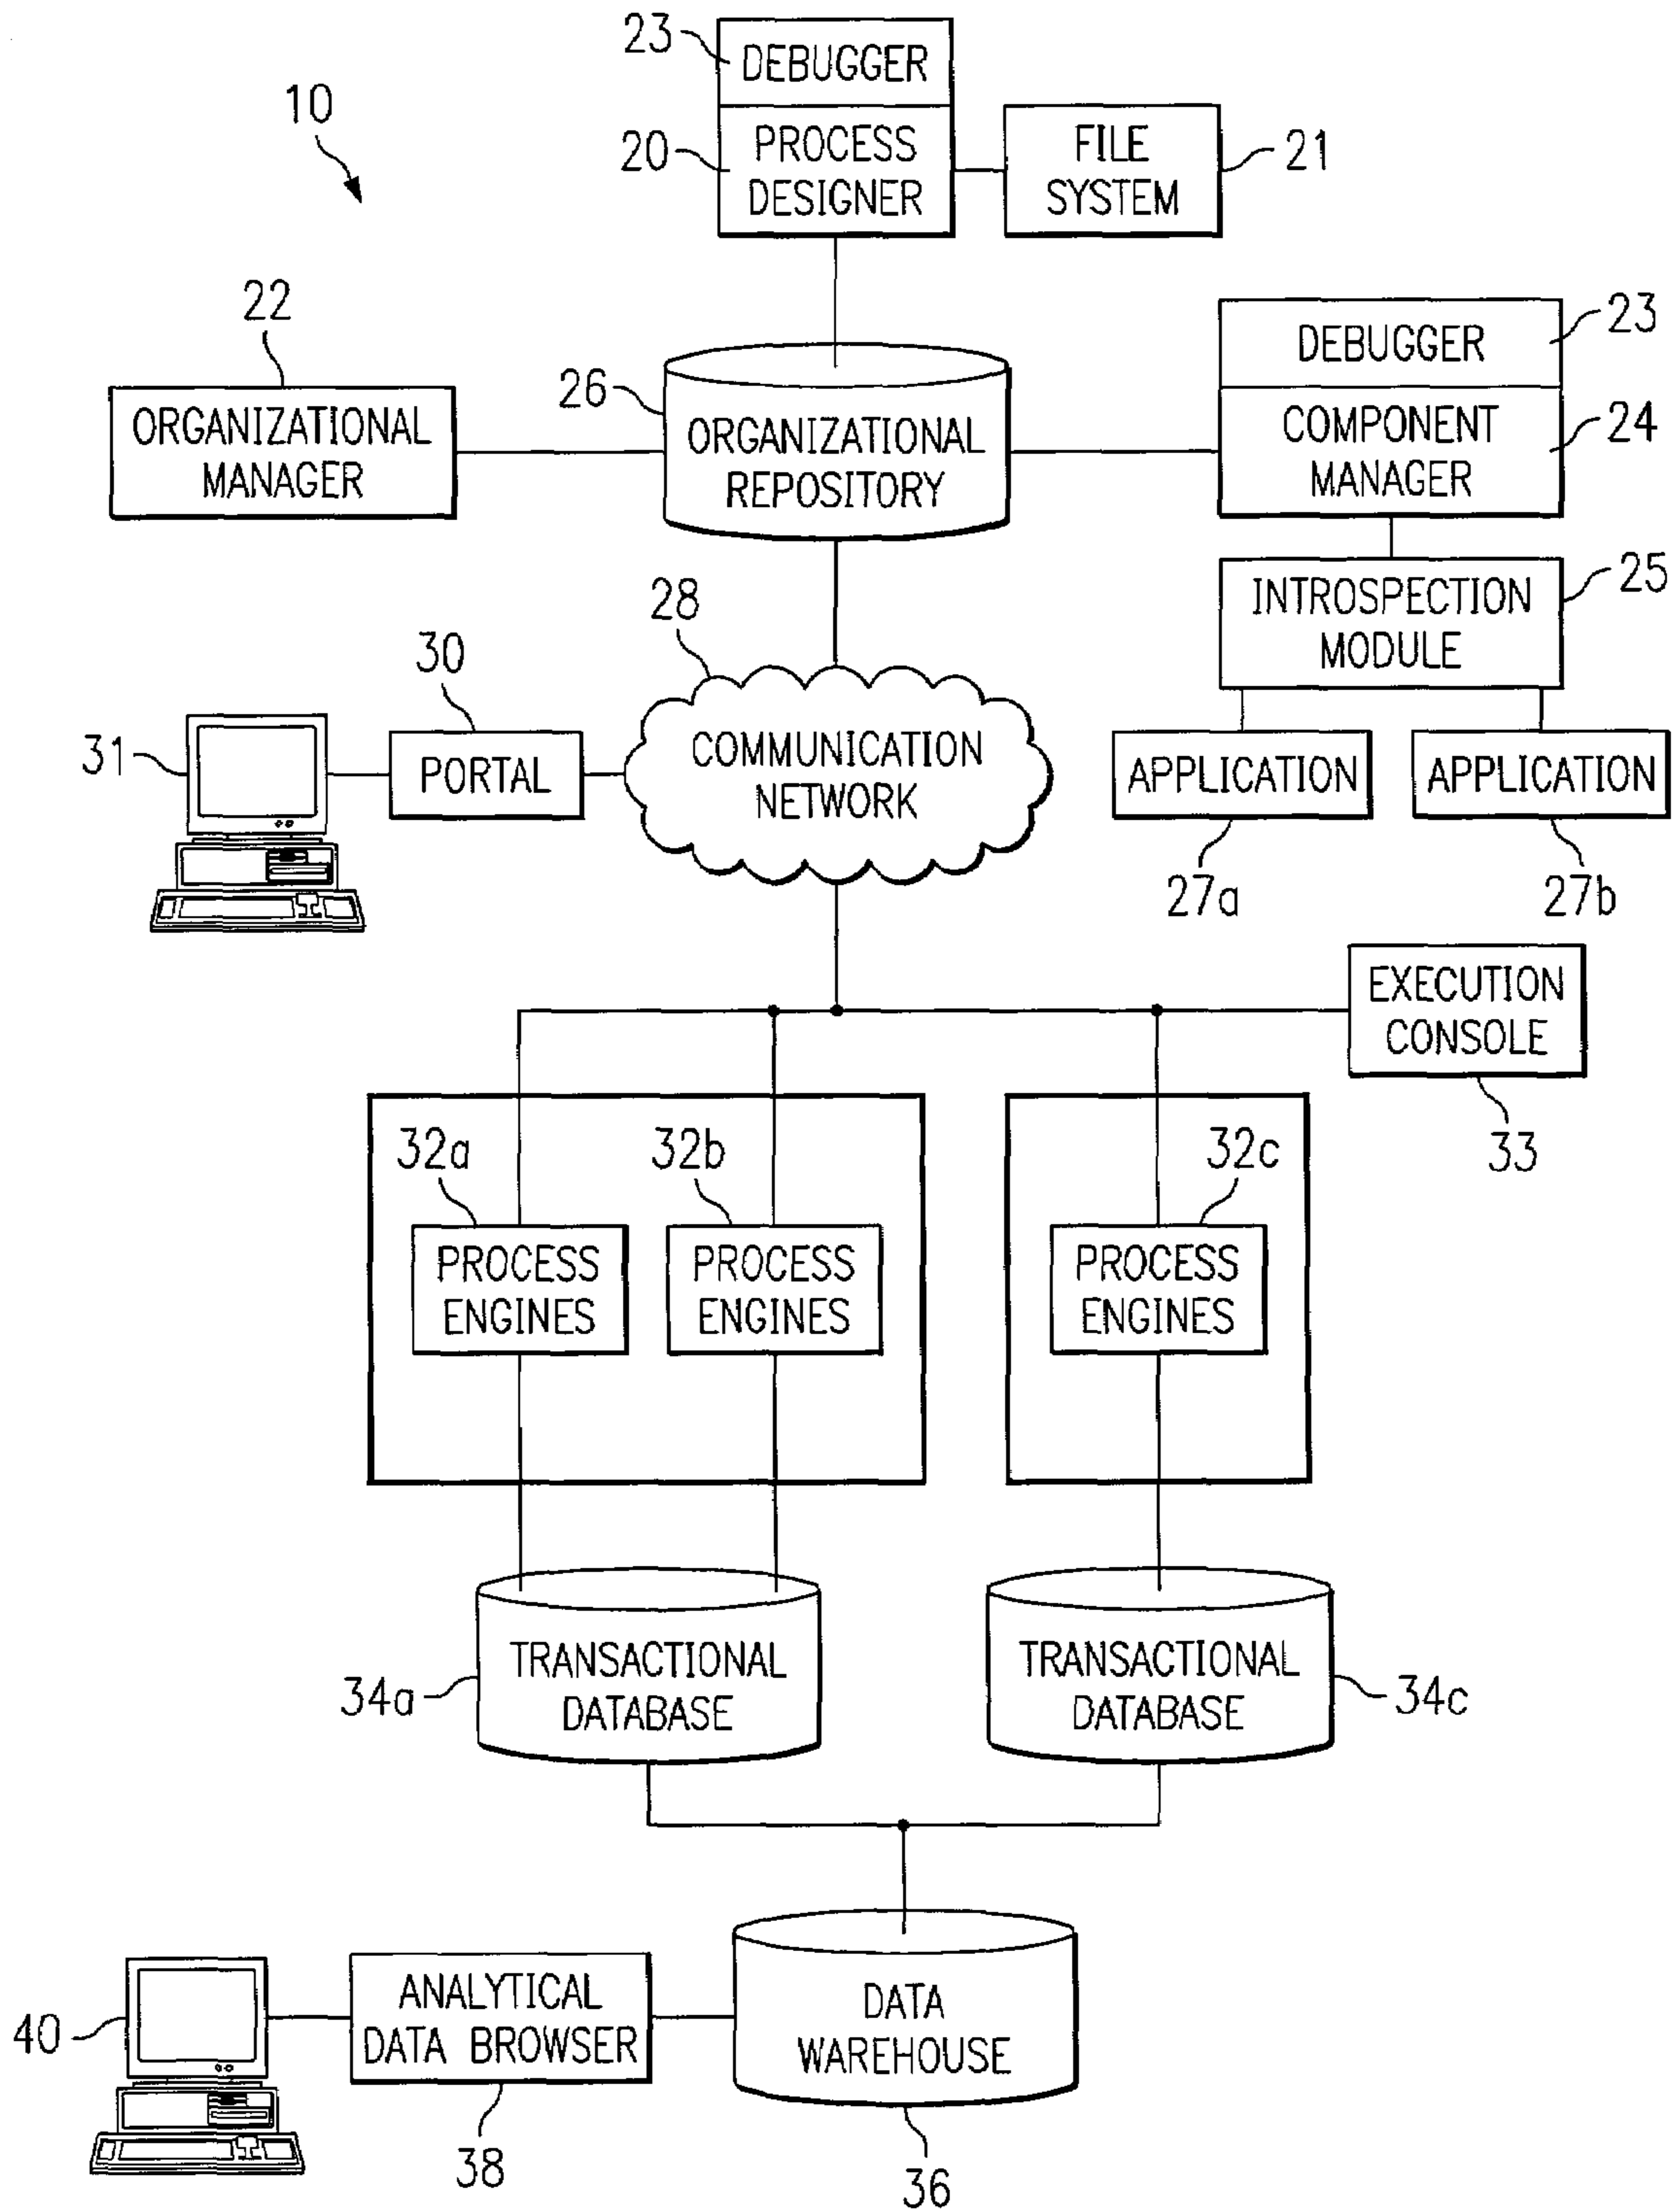 23
DEBUGGER
10
20
PROCESS
DESIGNER
FILE
SYSTEM
21
22
ORGANIZATIONAL
MANAGER
26
ORGANIZATIONAL
REPOSITORY
DEBUGGER
23
COMPONENT
MANAGER
24
INTROSPECTION
MODULE
25
28
30
31
PORTAL
COMMUNICATION
NETWORK
APPLICATION
APPLICATION
27a
27b
EXECUTION
CONSOLE
33
32a
32b
32c
PROCESS
ENGINES
PROCESS
ENGINES
PROCESS
ENGINES
TRANSACTIONAL
DATABASE
34a
TRANSACTIONAL
DATABASE
34c
40
ANALYTICAL
DATA BROWSER
38
DATA
WAREHOUSE
36